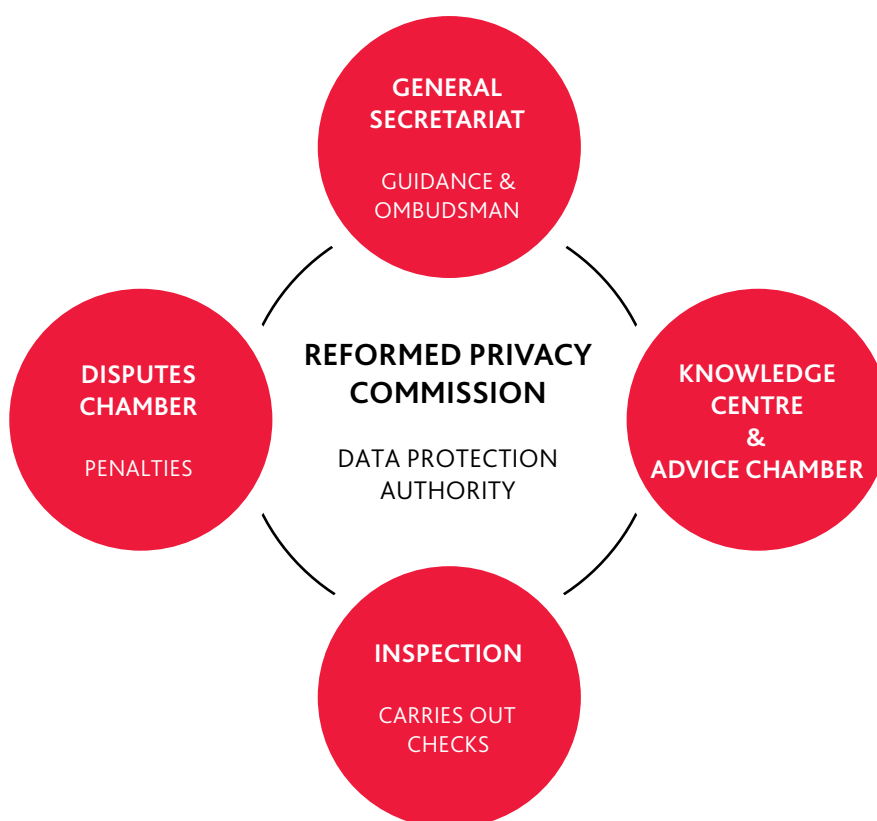 GENERAL
SECRETARIAT
GUIDANCE &
OMBUDSMAN
REFORMED PRIVACY
COMMISSION
DATA PROTECTION
AUTHORITY
DISPUTES
CHAMBER
PENALTIES
KNOWLEDGE
CENTRE
&
ADVICE CHAMBER
INSPECTION
CARRIES OUT
CHECKS